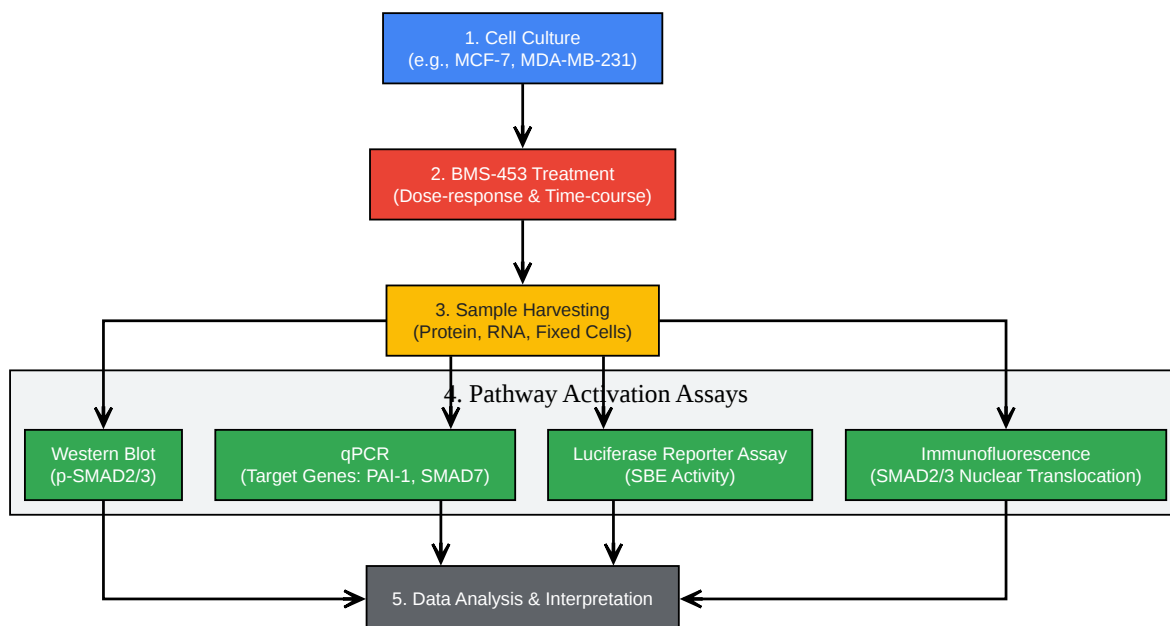 1. Cell Culture
(e.g., MCF-7, MDA-MB-231)
2. BMS-453 Treatment
(Dose-response & Time-course)
3. Sample Harvesting
(Protein, RNA, Fixed Cells)
4. Pathway Activation Assays
Western Blot
(p-SMAD2/3)
qPCR
(Target Genes: PAI-1, SMAD7)
Luciferase Reporter Assay
(SBE Activity)
Immunofluorescence
(SMAD2/3 Nuclear Translocation)
5. Data Analysis & Interpretation